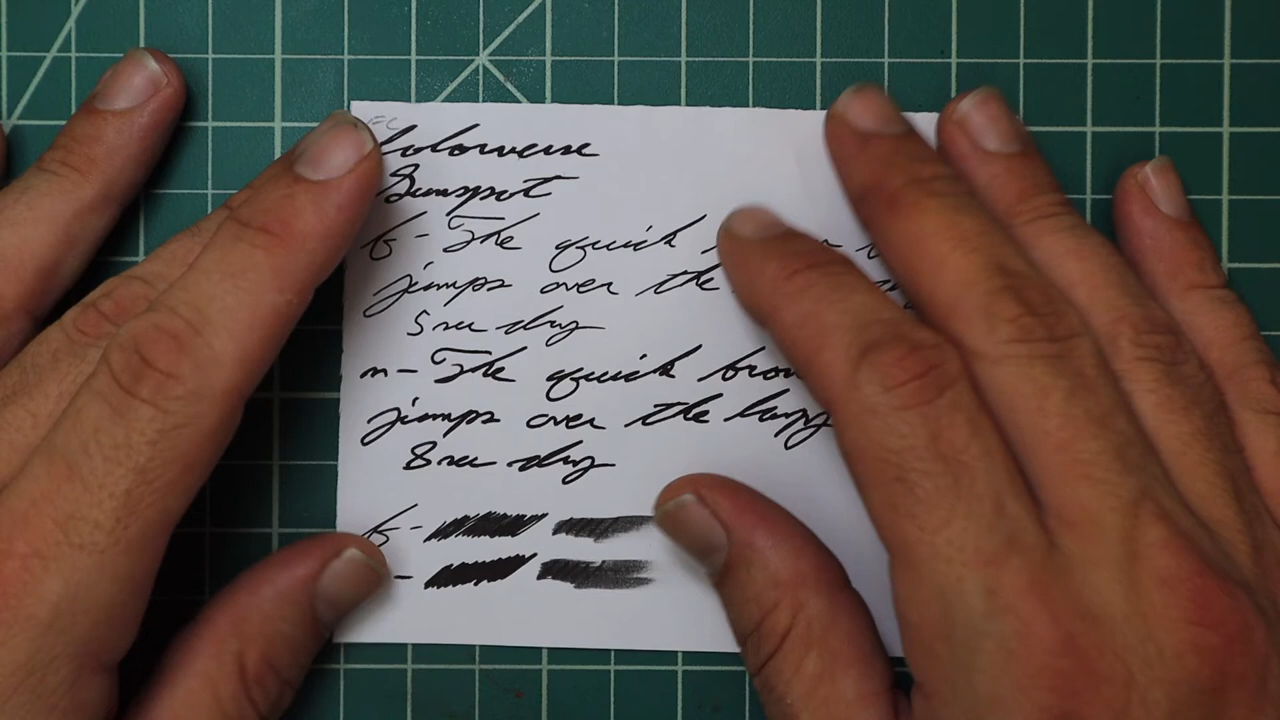 Colorverse
Sunspot
f - The quick
jumps over the
5 sec dry
m - The quick brow
jumps over the lazy
8 sec dry
f -
-